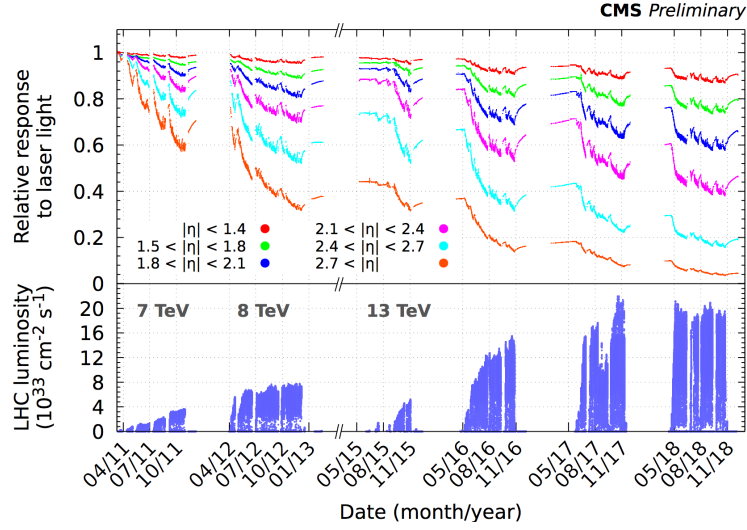 CMS Preliminary
Relative response
to laser light
1
0.8
0.6
0.4
0.2
0
|η| < 1.4
1.5 < |η| < 1.8
1.8 < |η| < 2.1
2.1 < |η| < 2.4
2.4 < |η| < 2.7
2.7 < |η|
LHC luminosity
(10³³ cm⁻² s⁻¹)
20
16
12
8
4
0
7 TeV
8 TeV
13 TeV
04/11
07/11
10/11
04/12
07/12
10/12
01/13
05/15
08/15
11/15
05/16
08/16
11/16
05/17
08/17
11/17
05/18
08/18
11/18
Date (month/year)